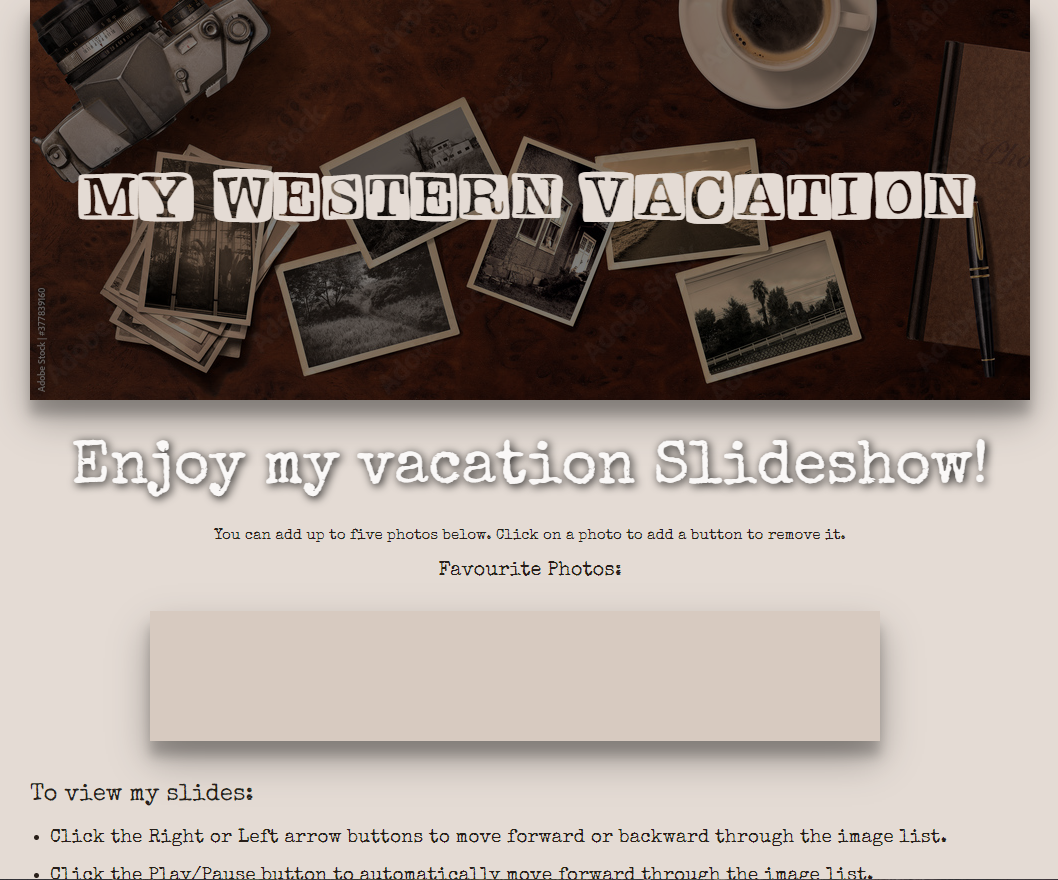 MY WESTERN VACATION
Adobe Stock | #377839160
Enjoy my vacation Slideshow!
You can add up to five photos below. Click on a photo to add a button to remove it.
Favourite Photos:
To view my slides:
• Click the Right or Left arrow buttons to move forward or backward through the image list.
• Click the Play/Pause button to automatically move forward through the image list.